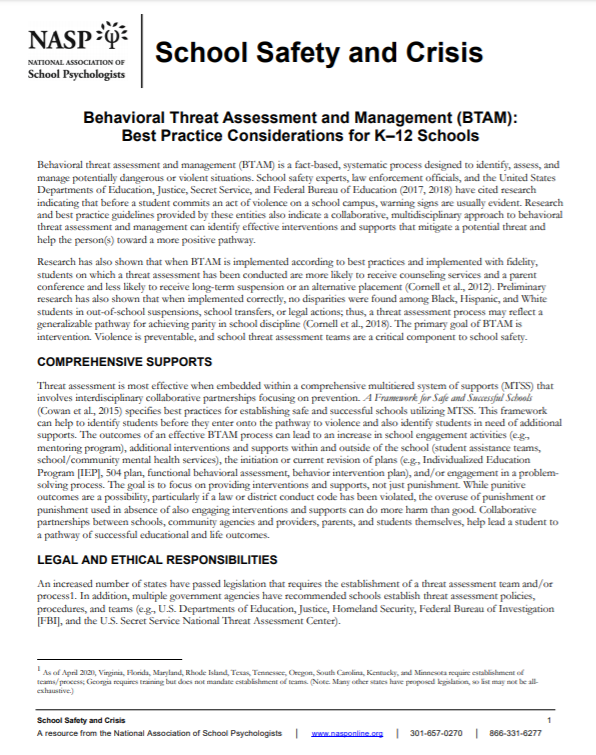 NASP
NATIONAL ASSOCIATION OF
School Psychologists
School Safety and Crisis
Behavioral Threat Assessment and Management (BTAM):
Best Practice Considerations for K–12 Schools
Behavioral threat assessment and management (BTAM) is a fact-based, systematic process designed to identify, assess, and
manage potentially dangerous or violent situations. School safety experts, law enforcement officials, and the United States
Departments of Education, Justice, Secret Service, and Federal Bureau of Education (2017, 2018) have cited research
indicating that before a student commits an act of violence on a school campus, warning signs are usually evident. Research
and best practice guidelines provided by these entities also indicate a collaborative, multidisciplinary approach to behavioral
threat assessment and management can identify effective interventions and supports that mitigate a potential threat and
help the person(s) toward a more positive pathway.
Research has also shown that when BTAM is implemented according to best practices and implemented with fidelity,
students on which a threat assessment has been conducted are more likely to receive counseling services and a parent
conference and less likely to receive long-term suspension or an alternative placement (Cornell et al., 2012). Preliminary
research has also shown that when implemented correctly, no disparities were found among Black, Hispanic, and White
students in out-of-school suspensions, school transfers, or legal actions; thus, a threat assessment process may reflect a
generalizable pathway for achieving parity in school discipline (Cornell et al., 2018). The primary goal of BTAM is
intervention. Violence is preventable, and school threat assessment teams are a critical component to school safety.
COMPREHENSIVE SUPPORTS
Threat assessment is most effective when embedded within a comprehensive multitiered system of supports (MTSS) that
involves interdisciplinary collaborative partnerships focusing on prevention. A Framework for Safe and Successful Schools
(Cowan et al., 2015) specifies best practices for establishing safe and successful schools utilizing MTSS. This framework
can help to identify students before they enter onto the pathway to violence and also identify students in need of additional
supports. The outcomes of an effective BTAM process can lead to an increase in school engagement activities (e.g.,
mentoring program), additional interventions and supports within and outside of the school (student assistance teams,
school/community mental health services), the initiation or current revision of plans (e.g., Individualized Education
Program [IEP], 504 plan, functional behavioral assessment, behavior intervention plan), and/or engagement in a problem-
solving process. The goal is to focus on providing interventions and supports, not just punishment. While punitive
outcomes are a possibility, particularly if a law or district conduct code has been violated, the overuse of punishment or
punishment used in absence of also engaging interventions and supports can do more harm than good. Collaborative
partnerships between schools, community agencies and providers, parents, and students themselves, help lead a student to
a pathway of successful educational and life outcomes.
LEGAL AND ETHICAL RESPONSIBILITIES
An increased number of states have passed legislation that requires the establishment of a threat assessment team and/or
process1. In addition, multiple government agencies have recommended schools establish threat assessment policies,
procedures, and teams (e.g., U.S. Departments of Education, Justice, Homeland Security, Federal Bureau of Investigation
[FBI], and the U.S. Secret Service National Threat Assessment Center).
1 As of April 2020, Virginia, Florida, Maryland, Rhode Island, Texas, Tennessee, Oregon, South Carolina, Kentucky, and Minnesota require establishment of
teams/process; Georgia requires training but does not mandate establishment of teams. (Note. Many other states have proposed legislation, so list may not be all-
exhaustive.)
School Safety and Crisis 1
A resource from the National Association of School Psychologists | www.nasponline.org | 301-657-0270 | 866-331-6277